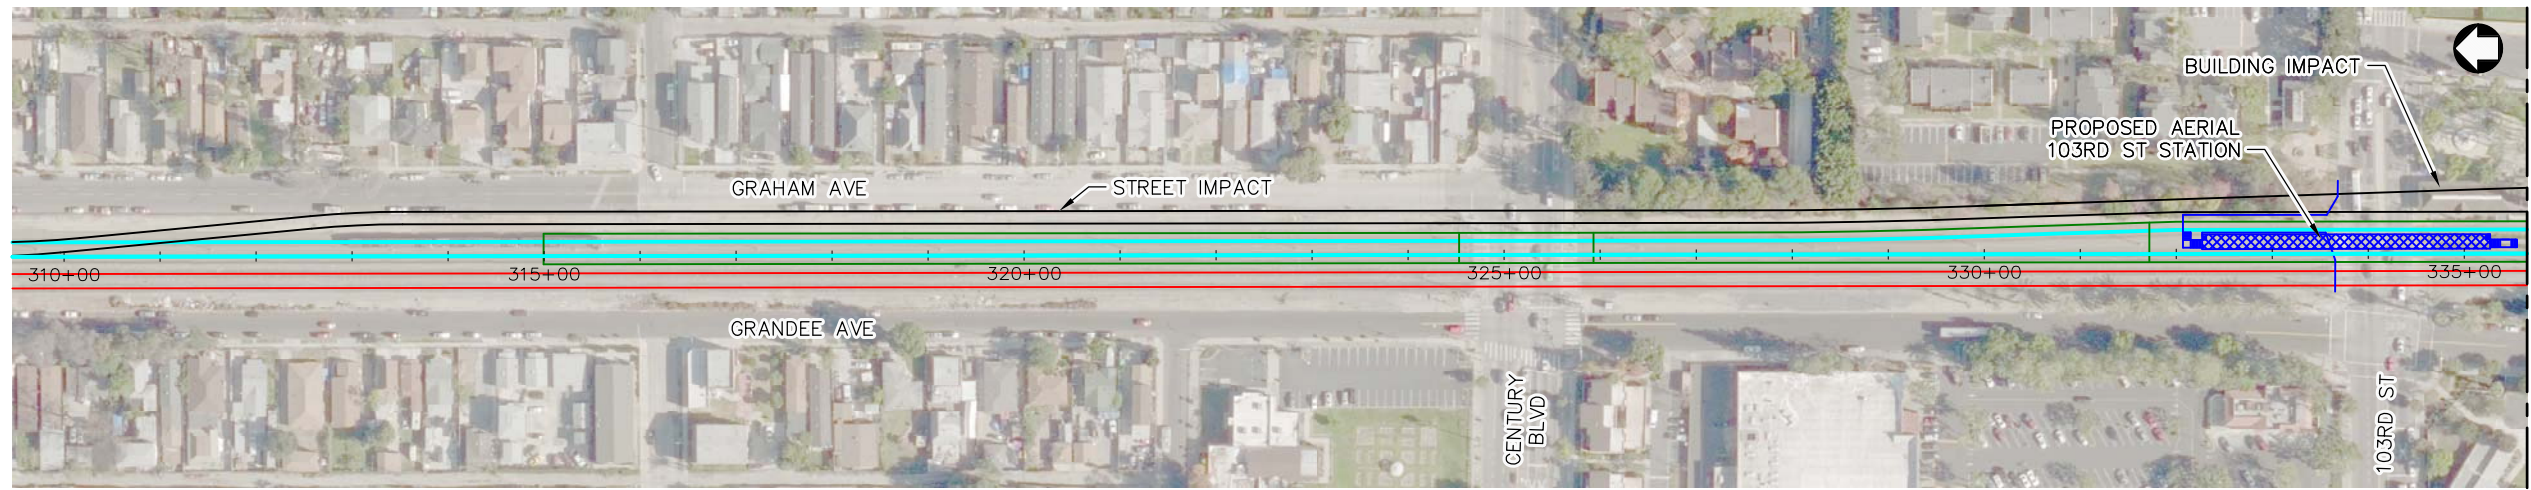 BUILDING IMPACT
PROPOSED AERIAL
103RD ST STATION
GRAHAM AVE
STREET IMPACT
310+00
315+00
320+00
325+00
330+00
335+00
GRANDEE AVE
CENTURY
BLVD
103RD ST